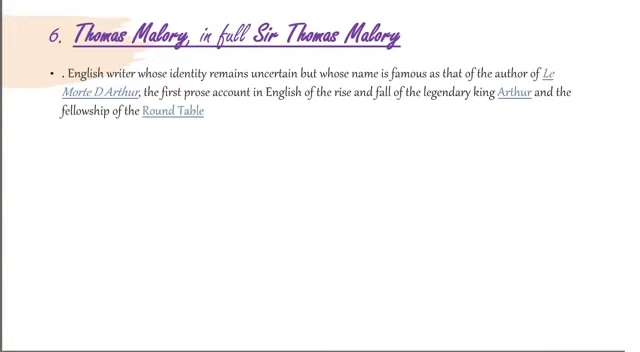 6. Thomas Malory, in full Sir Thomas Malory
• . English writer whose identity remains uncertain but whose name is famous as that of the author of Le
Morte D Arthur, the first prose account in English of the rise and fall of the legendary king Arthur and the
fellowship of the Round Table